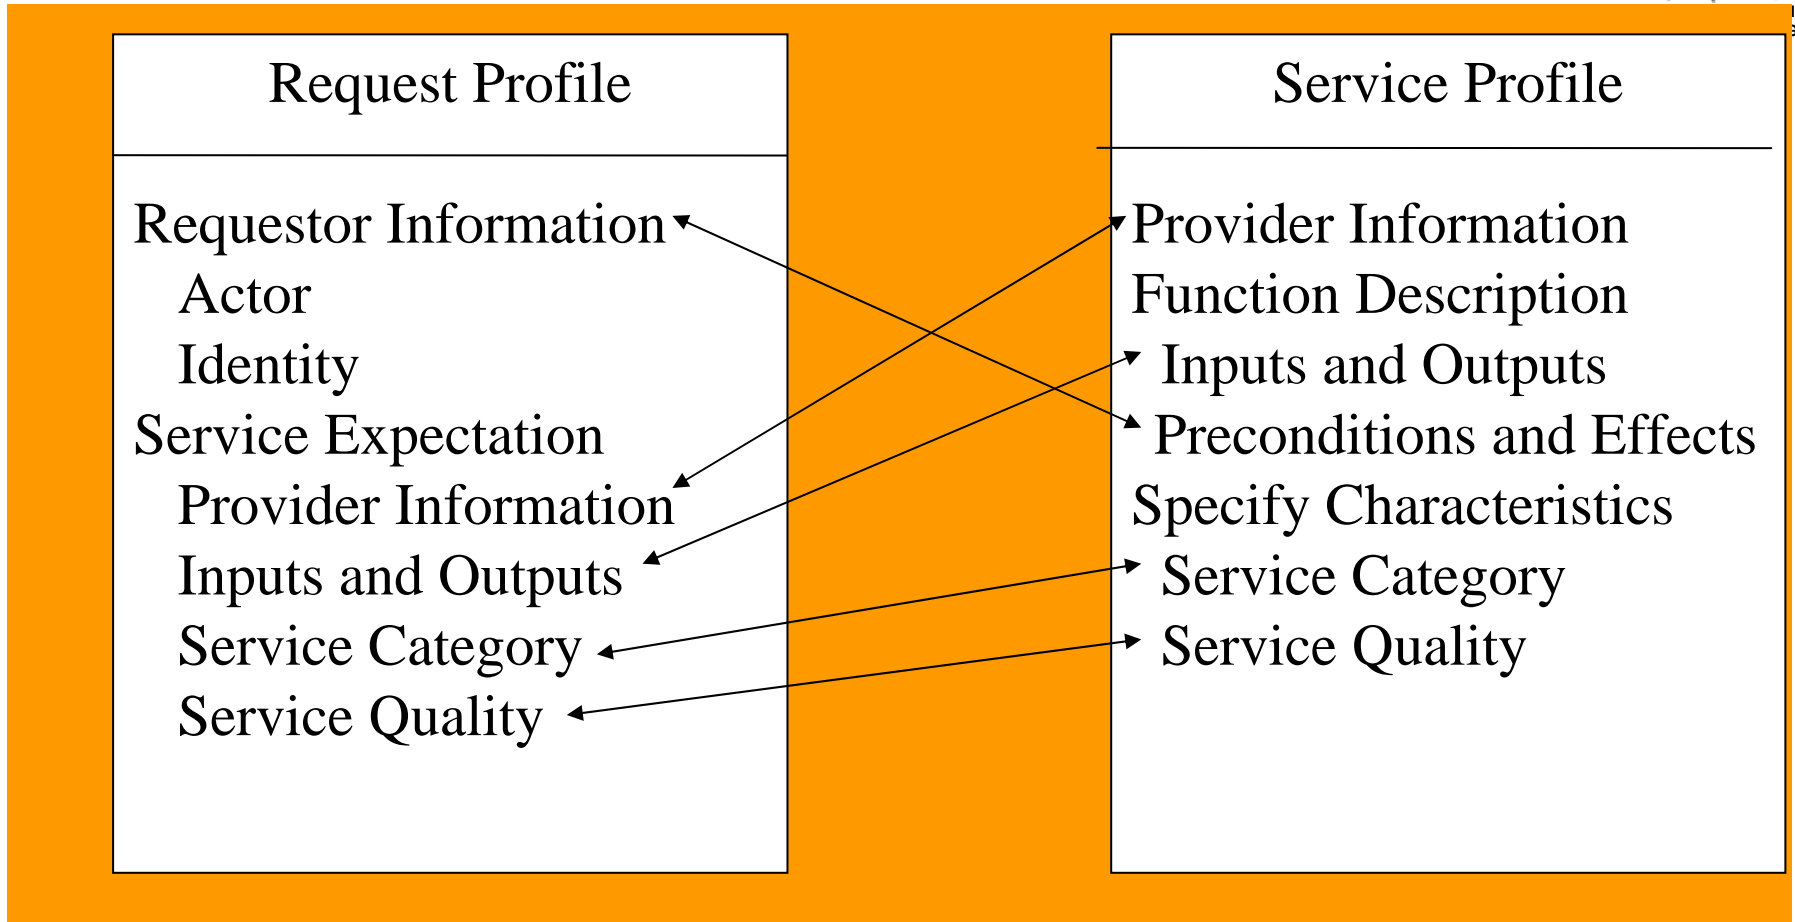 Request Profile
Requestor Information
Actor
Identity
Service Expectation
Provider Information
Inputs and Outputs
Service Category
Service Quality
Service Profile
Provider Information
Function Description
Inputs and Outputs
Preconditions and Effects
Specify Characteristics
Service Category
Service Quality